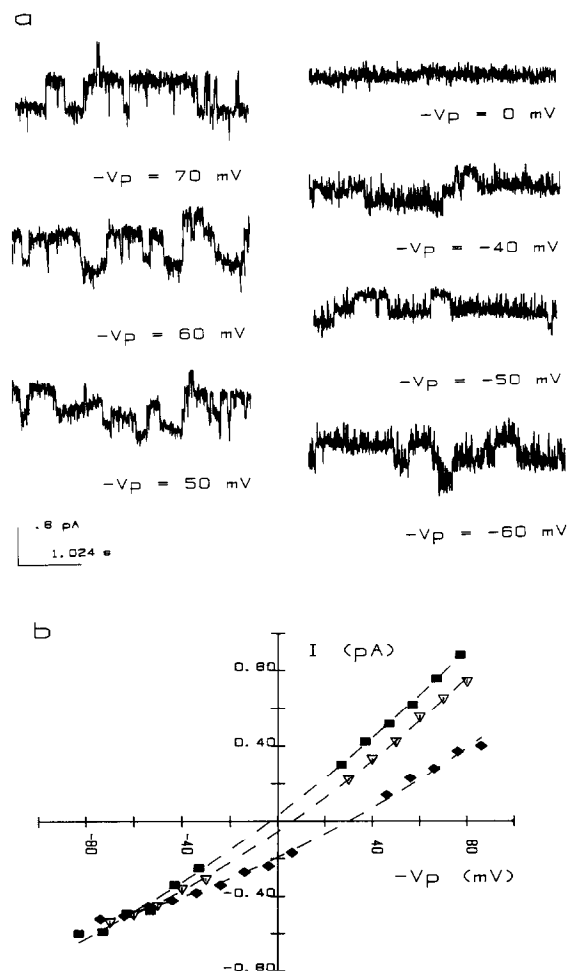 a
-Vp = 70 mV
-Vp = 60 mV
-Vp = 50 mV
.6 pA
1.024 s
-Vp = 0 mV
-Vp = -40 mV
-Vp = -50 mV
-Vp = -60 mV
b
I (pA)
0.80
0.40
-80
-40
40
80
-Vp (mV)
-0.40
-0.80